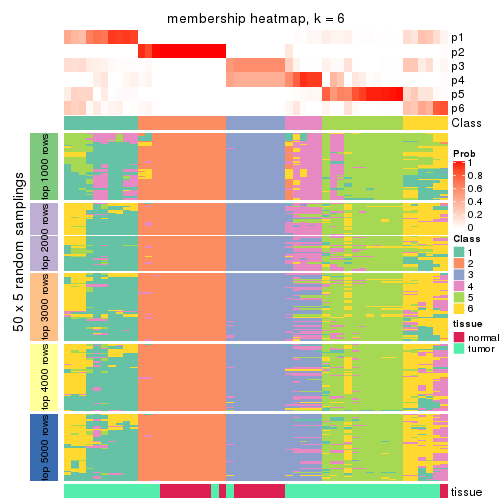 membership heatmap, k = 6
p1
p2
p3
p4
p5
p6
Class
50 x 5 random samplings
top 1000 rows
top 2000 rows
top 3000 rows
top 4000 rows
top 5000 rows
tissue
Prob
1
0.8
0.6
0.4
0.2
0
Class
1
2
3
4
5
6
tissue
normal
tumor